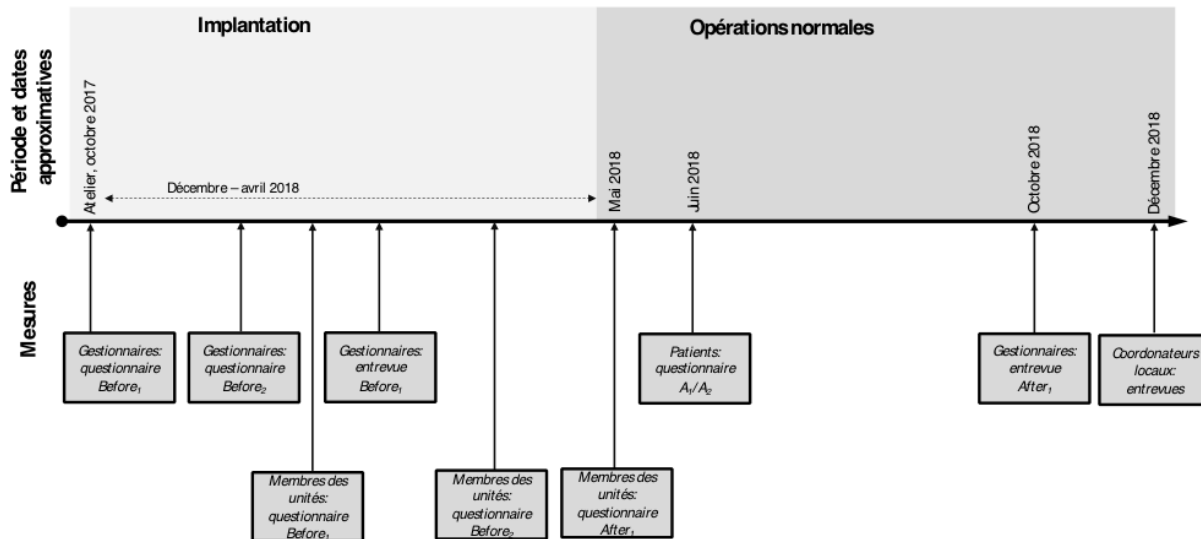 Implantation
Opérations normales
Période et dates
approximatives
Atelier, octobre 2017
Décembre – avril 2018
Mai 2018
Juin 2018
Octobre 2018
Décembre 2018
Mesures
Gestionnaires:
questionnaire
Before₁
Gestionnaires:
questionnaire
Before₂
Gestionnaires:
entrevue
Before₁
Patients:
questionnaire
A₁/A₂
Gestionnaires:
entrevue
After₁
Coordonateurs
locaux:
entrevues
Membres des
unités:
questionnaire
Before₁
Membres des
unités:
questionnaire
Before₂
Membres des
unités:
questionnaire
After₁